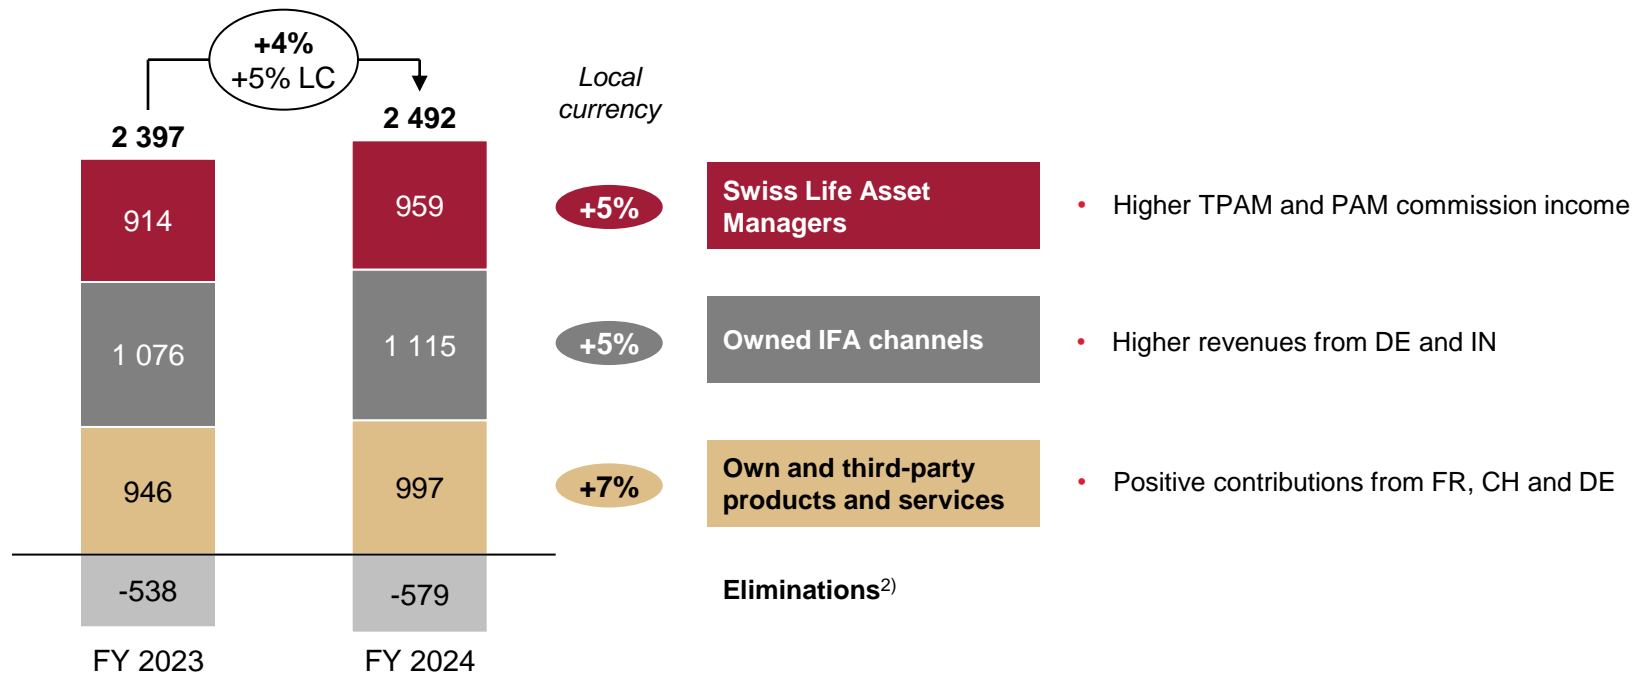 +4%
+5% LC
Local
currency
2 397
2 492
914
959
+5%
Swiss Life Asset
Managers
• Higher TPAM and PAM commission income
1 076
1 115
+5%
Owned IFA channels
• Higher revenues from DE and IN
946
997
+7%
Own and third-party
products and services
• Positive contributions from FR, CH and DE
-538
-579
Eliminations2)
FY 2023
FY 2024